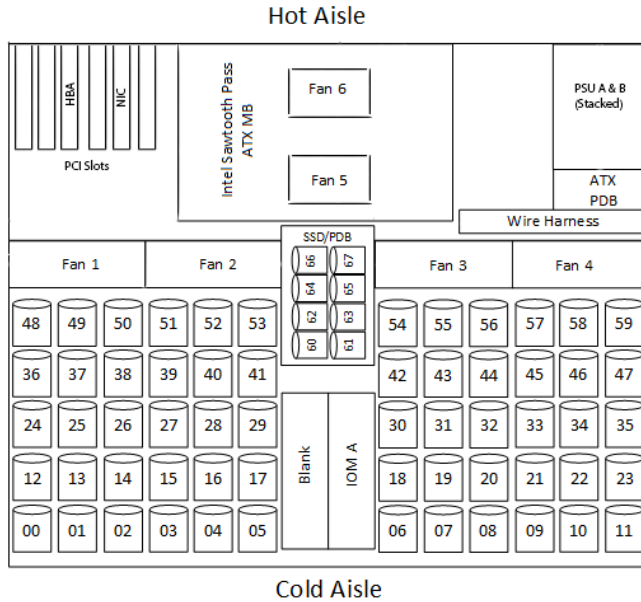 Hot Aisle
HBA
NIC
PCI Slots
Intel Sawtooth Pass
ATX MB
Fan 6
Fan 5
PSU A & B
(Stacked)
ATX
PDB
Wire Harness
SSD/PDB
Fan 1
Fan 2
66 67
64 65
62 63
60 61
Fan 3
Fan 4
48 49 50 51 52 53 54 55 56 57 58 59
36 37 38 39 40 41 42 43 44 45 46 47
24 25 26 27 28 29 30 31 32 33 34 35
12 13 14 15 16 17 18 19 20 21 22 23
00 01 02 03 04 05 06 07 08 09 10 11
Blank
IOM A
Cold Aisle